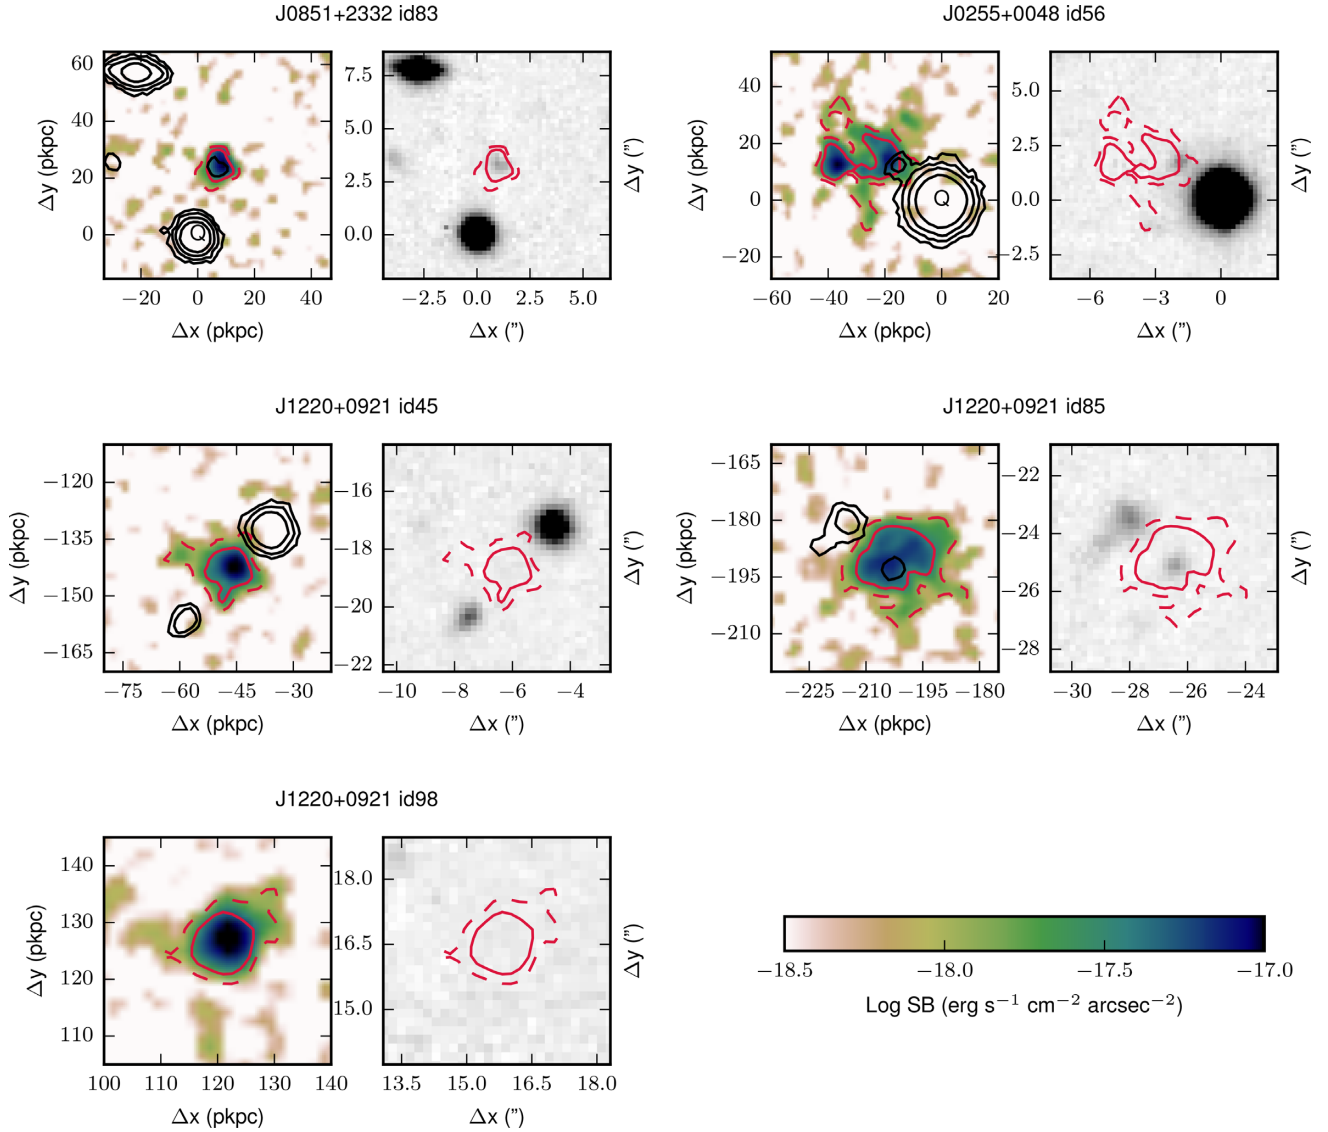 J0851+2332 id83
J0255+0048 id56
60
40
20
0
−20 0 20 40
Δy (pkpc)
Δx (pkpc)
Q
7.5
5.0
2.5
0.0
−2.5 0.0 2.5 5.0
Δy (”)
Δx (”)
40
20
0
−20
−60 −40 −20 0 20
Δy (pkpc)
Δx (pkpc)
Q
5.0
2.5
0.0
−2.5
−6 −3 0
Δy (”)
Δx (”)
J1220+0921 id45
J1220+0921 id85
−120
−135
−150
−165
−75 −60 −45 −30
Δy (pkpc)
Δx (pkpc)
−16
−18
−20
−22
−10 −8 −6 −4
Δy (”)
Δx (”)
−165
−180
−195
−210
−225 −210 −195 −180
Δy (pkpc)
Δx (pkpc)
−22
−24
−26
−28
−30 −28 −26 −24
Δy (”)
Δx (”)
J1220+0921 id98
140
130
120
110
100 110 120 130 140
Δy (pkpc)
Δx (pkpc)
18.0
16.5
15.0
13.5 15.0 16.5 18.0
Δy (”)
Δx (”)
−18.5 −18.0 −17.5 −17.0
Log SB (erg s⁻¹ cm⁻² arcsec⁻²)